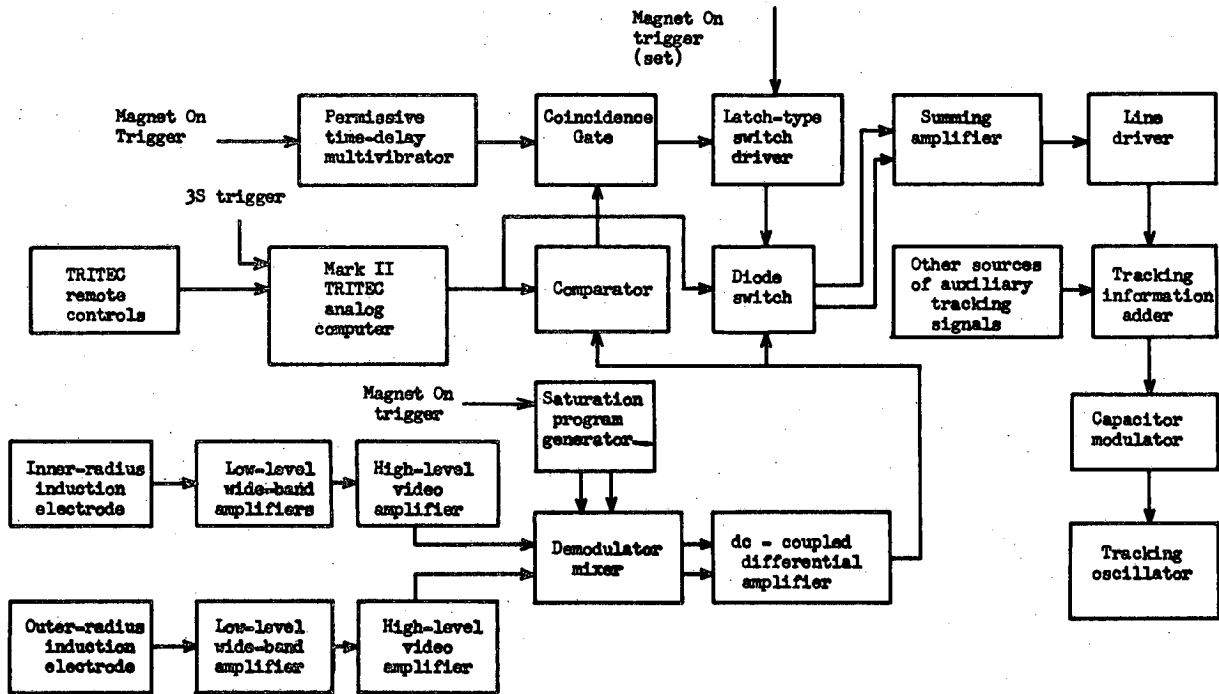 Magnet On
trigger
(set)
Magnet On
Trigger
Permissive
time-delay
multivibrator
Coincidence
Gate
Latch-type
switch
driver
Summing
amplifier
Line
driver
3S trigger
TRITEC
remote
controls
Mark II
TRITEC
analog
computer
Comparator
Diode
switch
Other sources
of auxiliary
tracking
signals
Tracking
information
adder
Magnet On
trigger
Saturation
program
generator
Capacitor
modulator
Inner-radius
induction
electrode
Low-level
wide-band
amplifiers
High-level
video
amplifier
Demodulator
mixer
dc - coupled
differential
amplifier
Tracking
oscillator
Outer-radius
induction
electrode
Low-level
wide-band
amplifier
High-level
video
amplifier